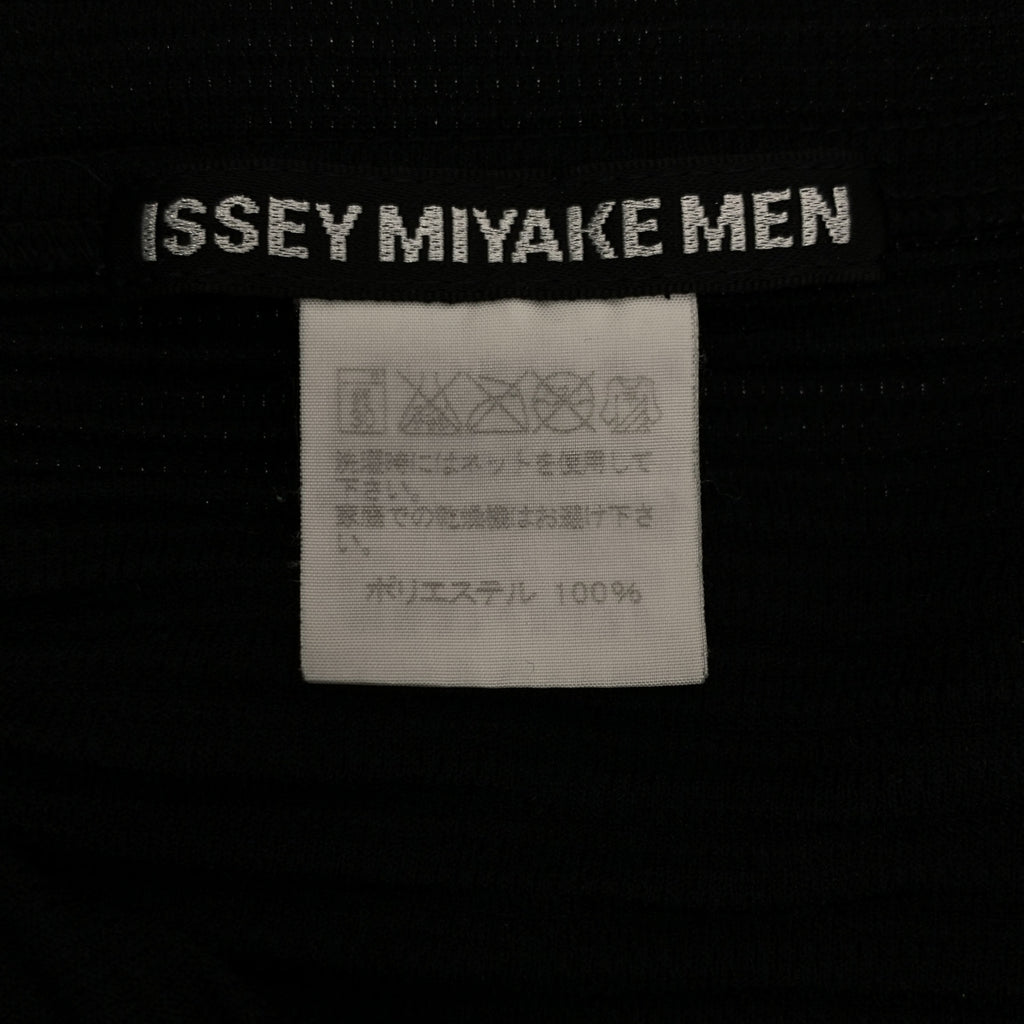 ISSEY MIYAKE MEN
洗濯時にはネットを使用して
下さい。
家庭での乾燥機はお避け下さ
い。
ポリエステル 100%